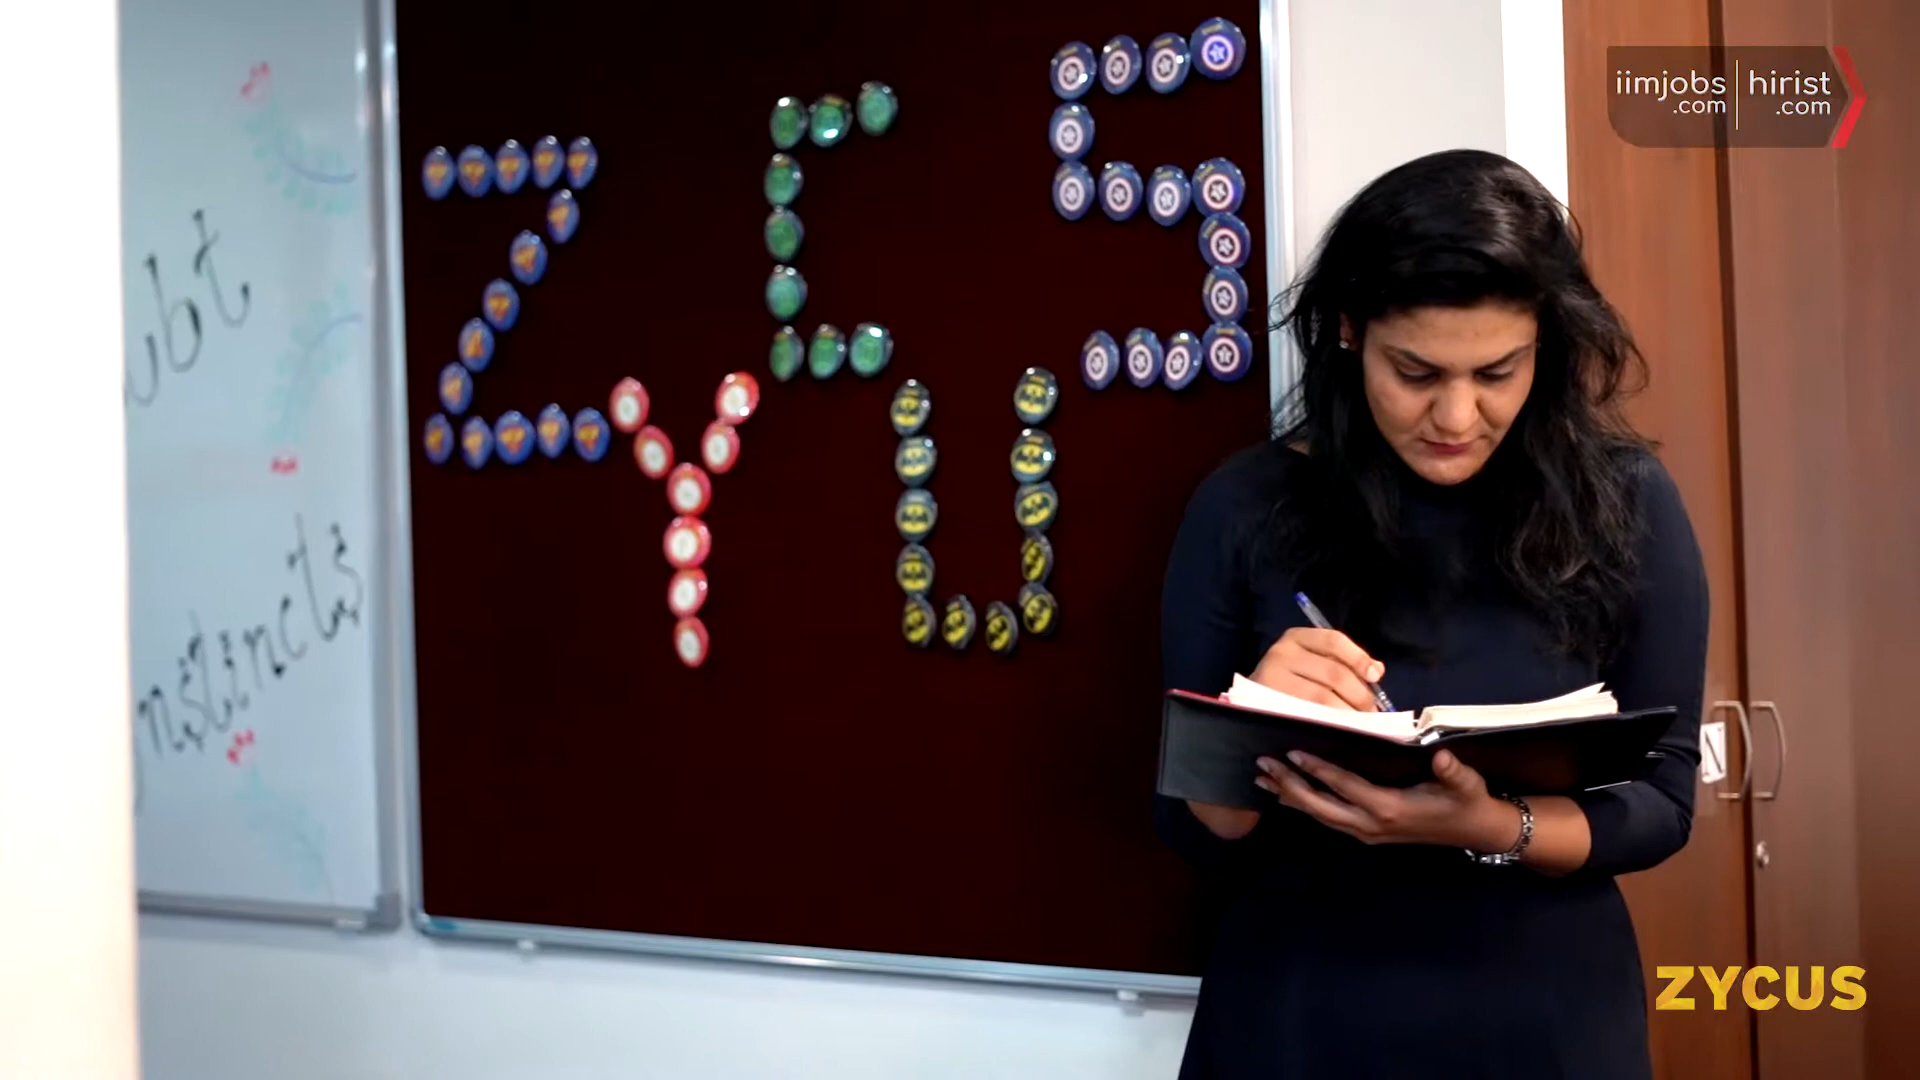 ubt
nstincts
ZYCUS
iimjobs.com | hirist.com
ZYCUS